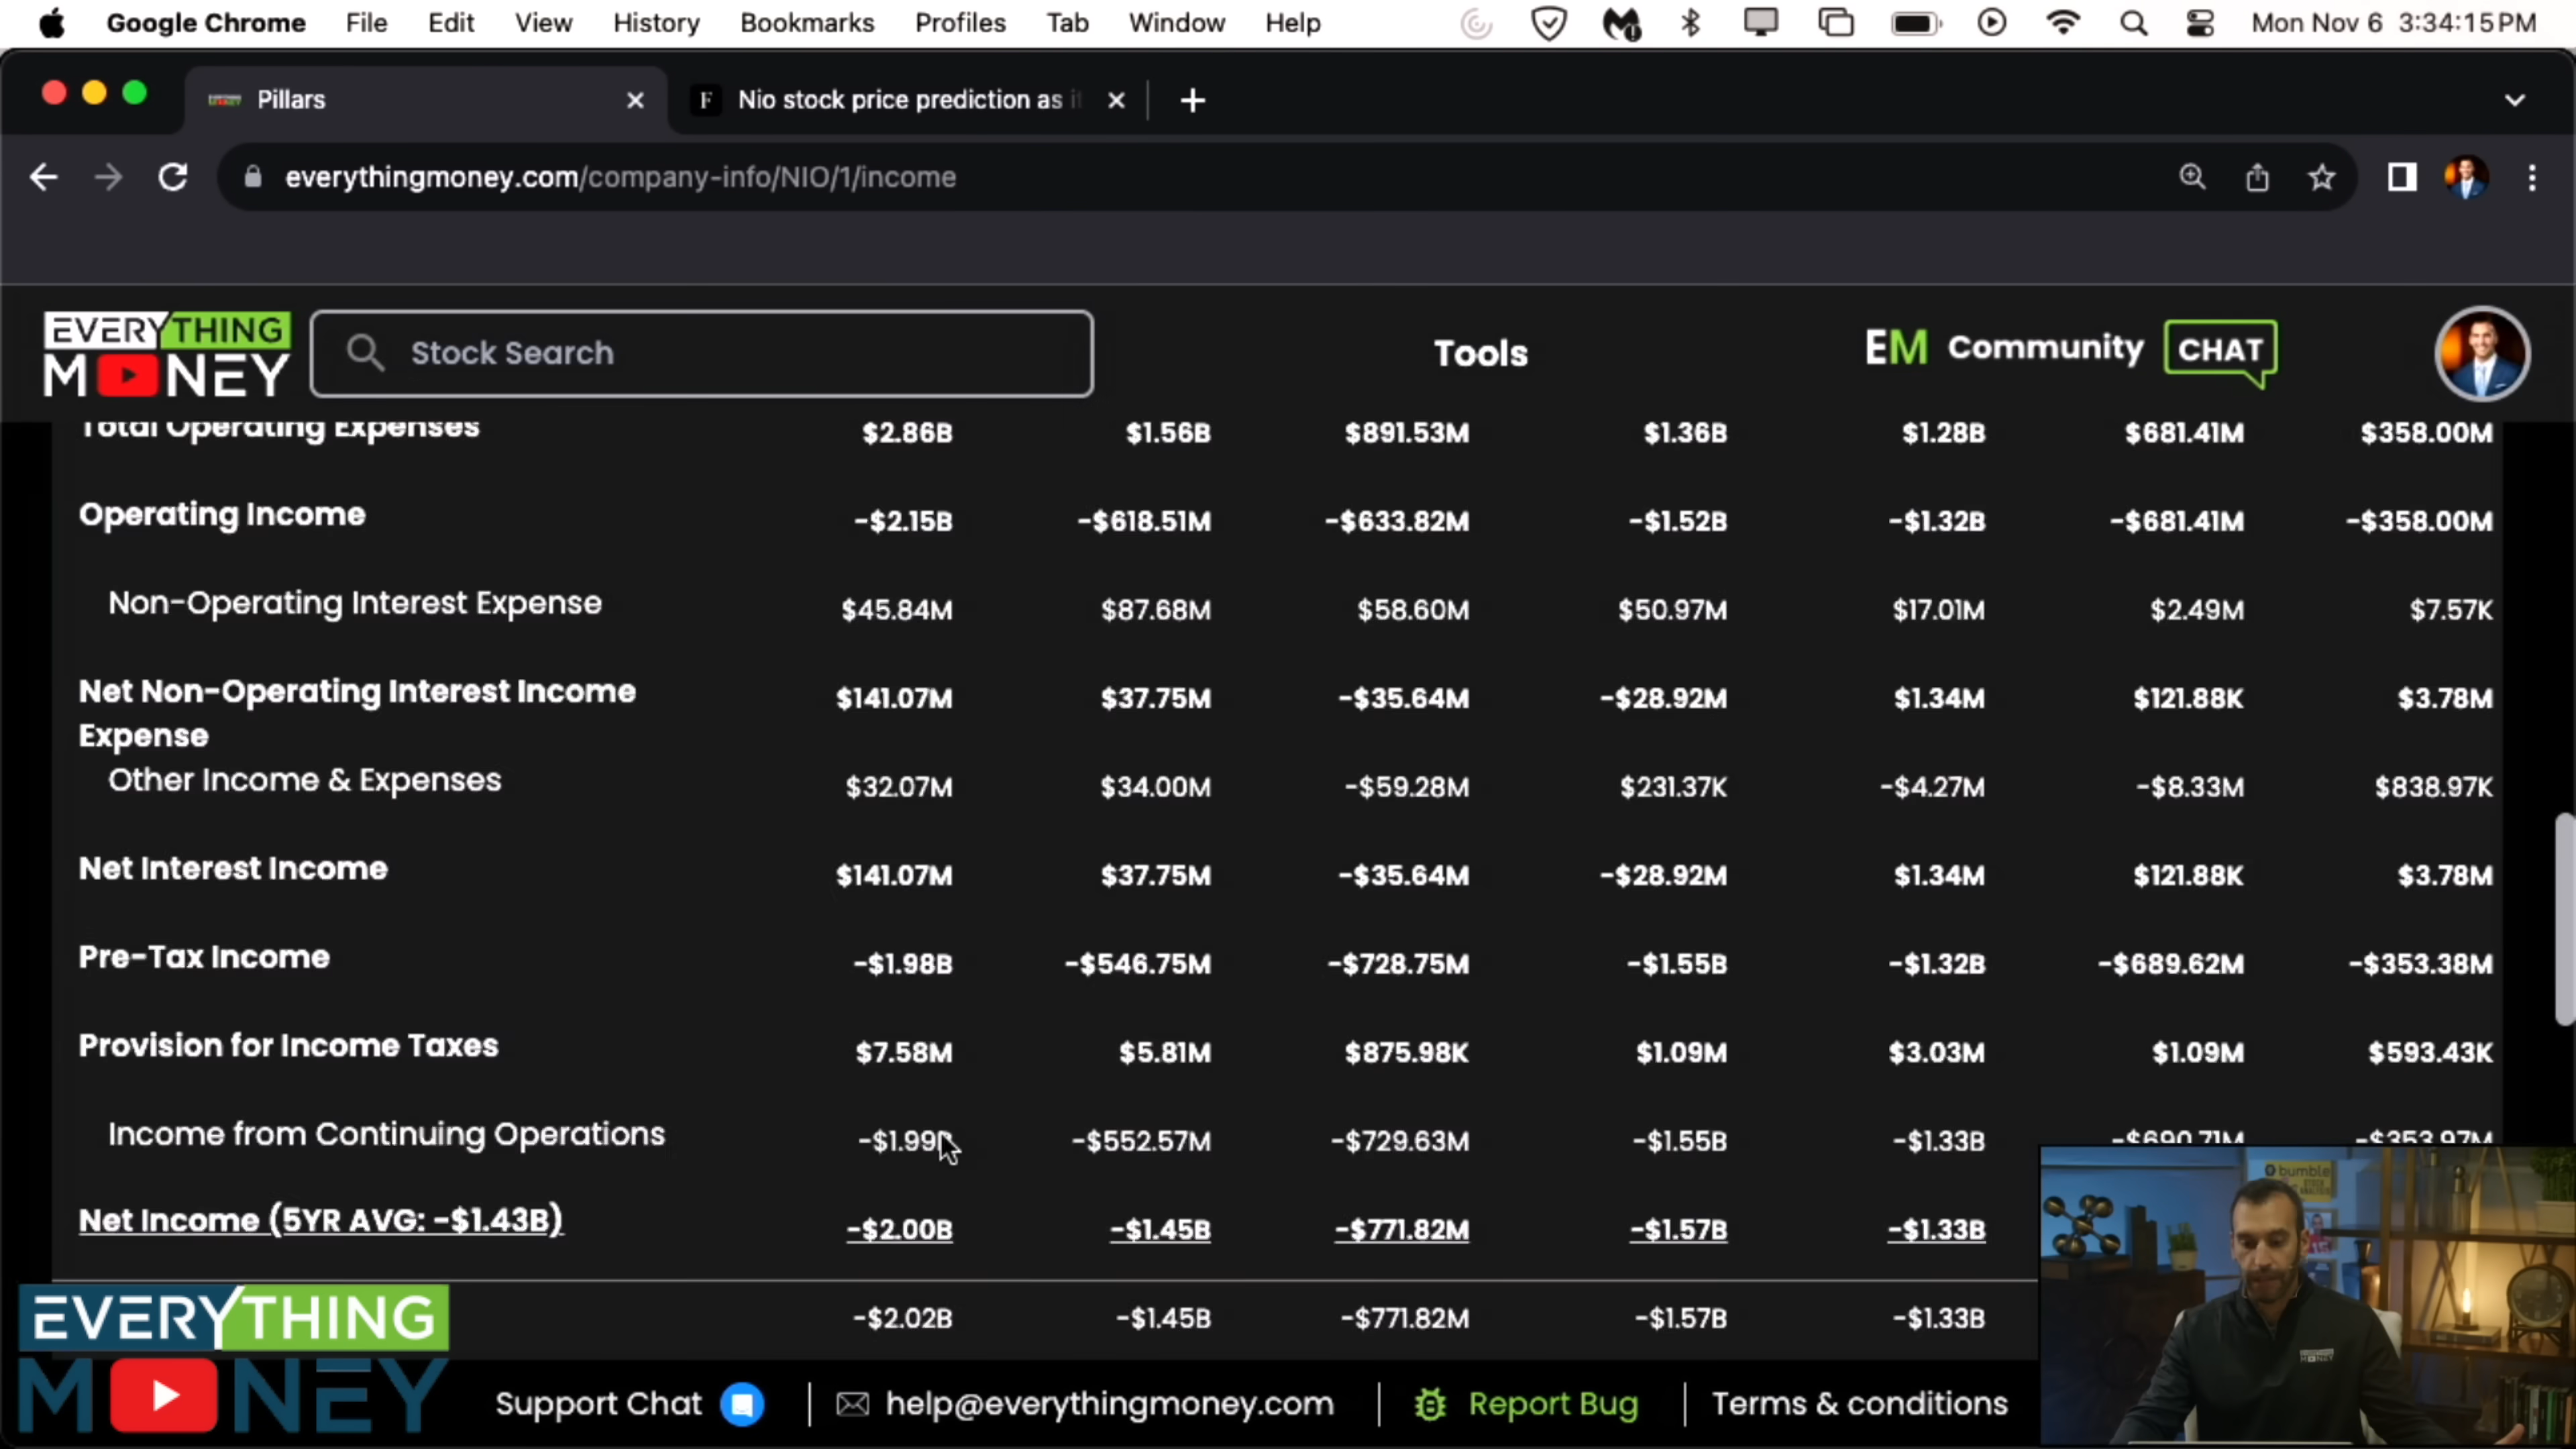 Google Chrome File Edit View History Bookmarks Profiles Tab Window Help Mon Nov 6 3:34:15 PM
Pillars
F Nio stock price prediction as
everythingmoney.com/company-info/NIO/1/income
EVERYTHING
MONEY
Stock Search
Tools
EM Community CHAT
Total Operating Expenses $2.86B $1.56B $891.53M $1.36B $1.28B $681.41M $358.00M
Operating Income -$2.15B -$618.51M -$633.82M -$1.52B -$1.32B -$681.41M -$358.00M
Non-Operating Interest Expense $45.84M $87.68M $58.60M $50.97M $17.01M $2.49M $7.57K
Net Non-Operating Interest Income $141.07M $37.75M -$35.64M -$28.92M $1.34M $121.88K $3.78M
Expense
Other Income & Expenses $32.07M $34.00M -$59.28M $231.37K -$4.27M -$8.33M $838.97K
Net Interest Income $141.07M $37.75M -$35.64M -$28.92M $1.34M $121.88K $3.78M
Pre-Tax Income -$1.98B -$546.75M -$728.75M -$1.55B -$1.32B -$689.62M -$353.38M
Provision for Income Taxes $7.58M $5.81M $875.98K $1.09M $3.03M $1.09M $593.43K
Income from Continuing Operations -$1.99 -$552.57M -$729.63M -$1.55B -$1.33B -$690.71M -$353.97M
Net Income (5YR AVG: -$1.43B) -$2.00B -$1.45B -$771.82M -$1.57B -$1.33B
-$2.02B -$1.45B -$771.82M -$1.57B -$1.33B
EVERYTHING
MONEY
Support Chat | help@everythingmoney.com | Report Bug | Terms & conditions
bumble